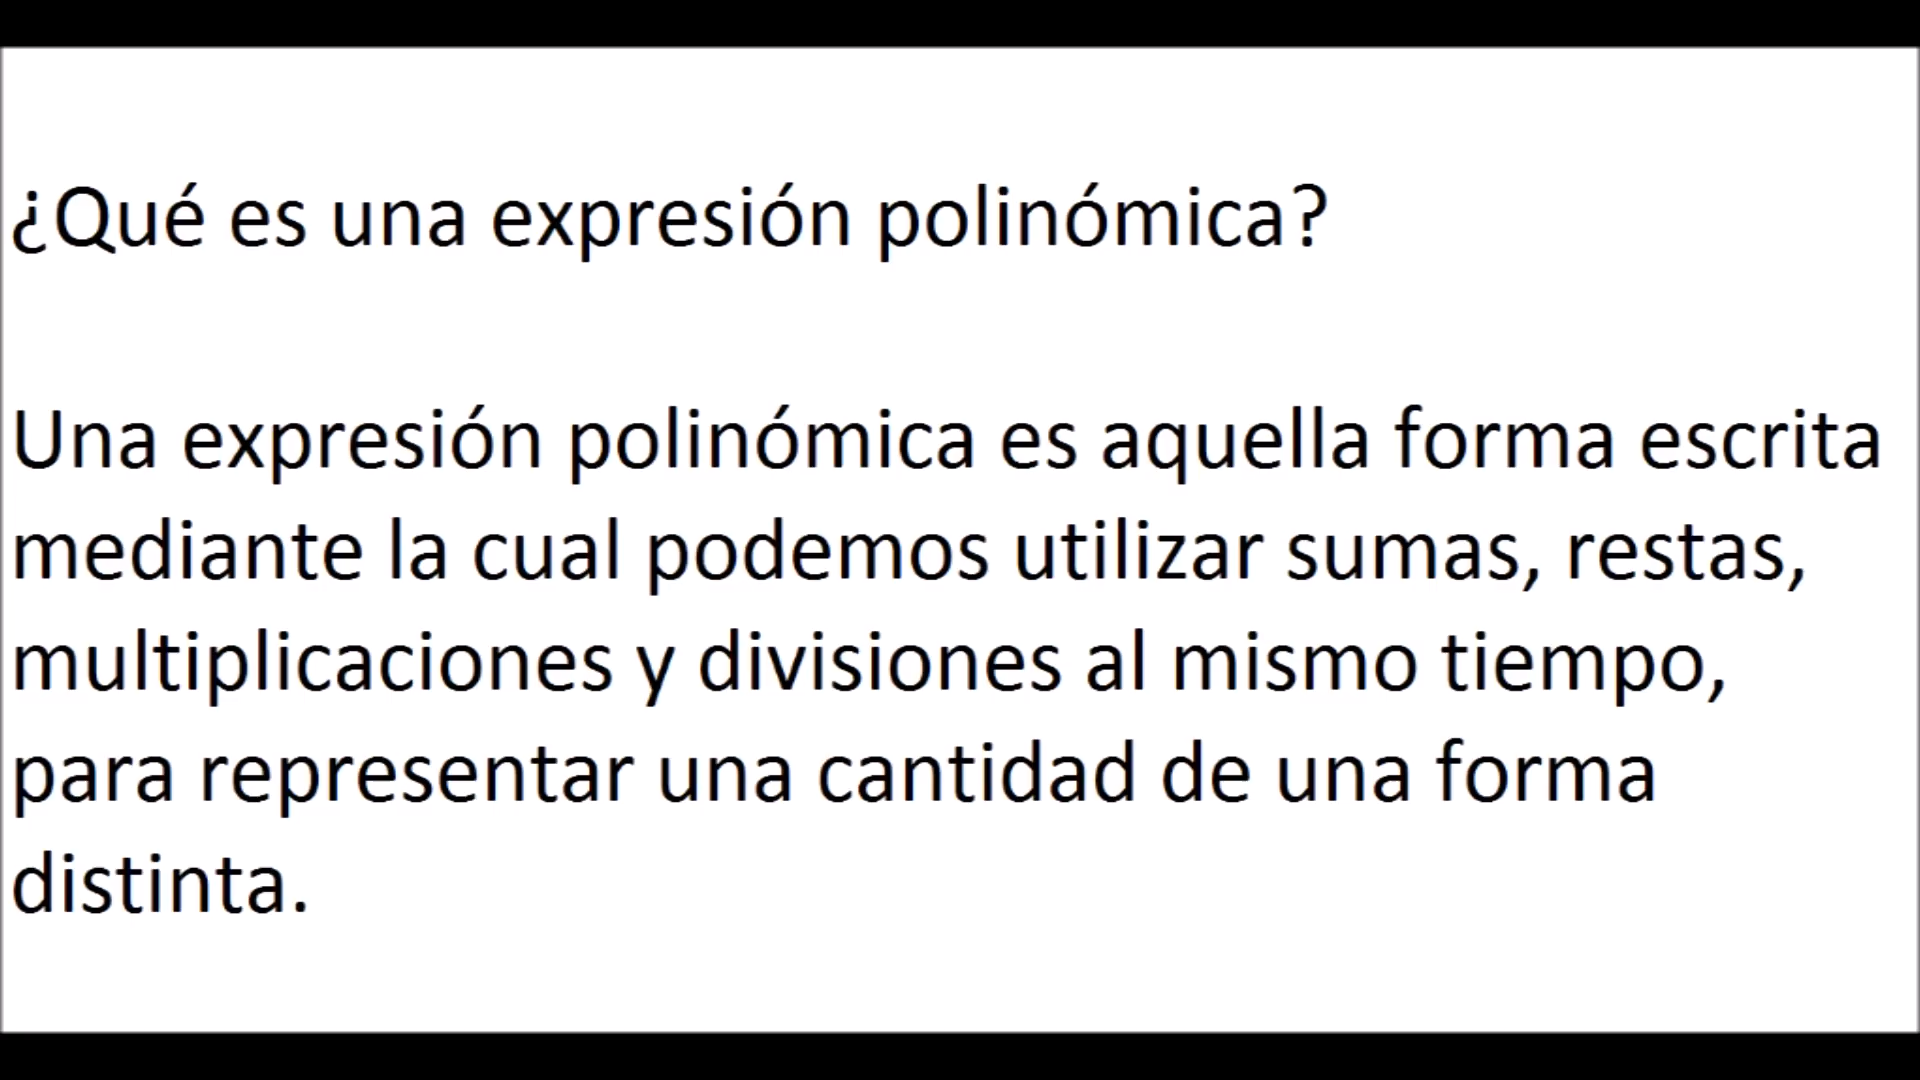 ¿Qué es una expresión polinómica?
Una expresión polinómica es aquella forma escrita
mediante la cual podemos utilizar sumas, restas,
multiplicaciones y divisiones al mismo tiempo,
para representar una cantidad de una forma
distinta.